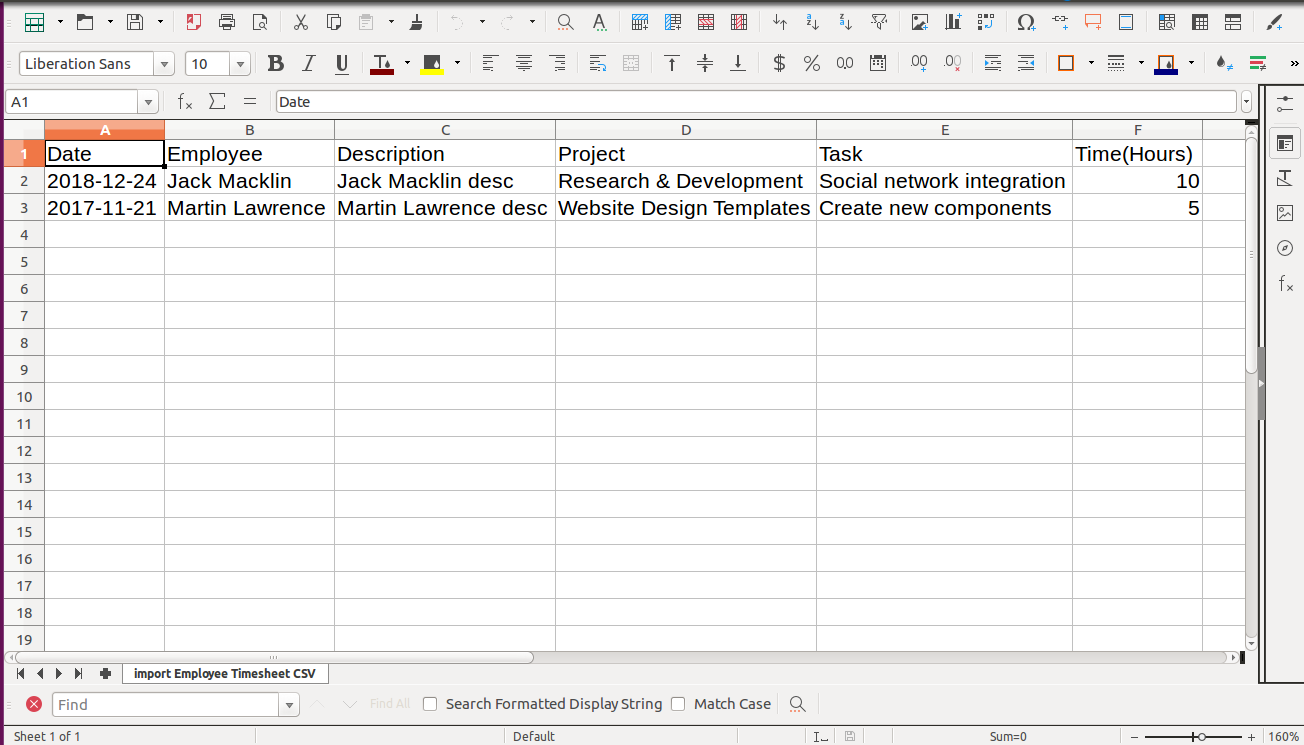 Liberation Sans 10
A1 Date
A B C D E F
1 Date Employee Description Project Task Time(Hours)
2 2018-12-24 Jack Macklin Jack Macklin desc Research & Development Social network integration 10
3 2017-11-21 Martin Lawrence Martin Lawrence desc Website Design Templates Create new components 5
4
5
6
7
8
9
10
11
12
13
14
15
16
17
18
19
import Employee Timesheet CSV
Find Find All Search Formatted Display String Match Case
Sheet 1 of 1 Default Sum=0 160%